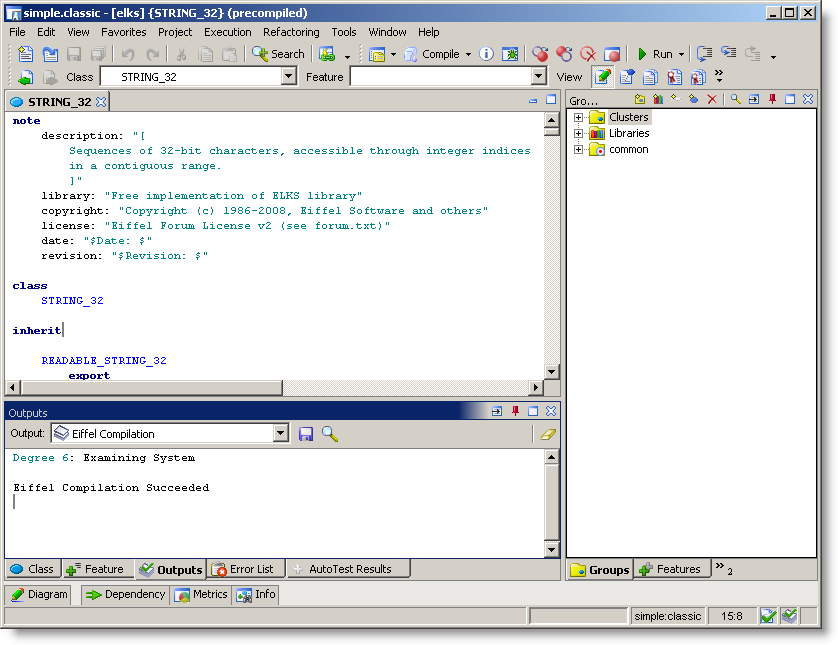 simple.classic - [elks] {STRING_32} (precompiled)
File Edit View Favorites Project Execution Refactoring Tools Window Help
Search Compile Run
Class STRING_32 Feature View
STRING_32
note
description: "[
Sequences of 32-bit characters, accessible through integer indices
in a contiguous range.
]"
library: "Free implementation of ELKS library"
copyright: "Copyright (c) 1986-2008, Eiffel Software and others"
license: "Eiffel Forum License v2 (see forum.txt)"
date: "$Date: $"
revision: "$Revision: $"
class
STRING_32
inherit
READABLE_STRING_32
export
Gro...
Clusters
Libraries
common
Outputs
Output: Eiffel Compilation
Degree 6: Examining System
Eiffel Compilation Succeeded
Class Feature Outputs Error List AutoTest Results
Groups Features 2
Diagram Dependency Metrics Info
simple:classic 15:8